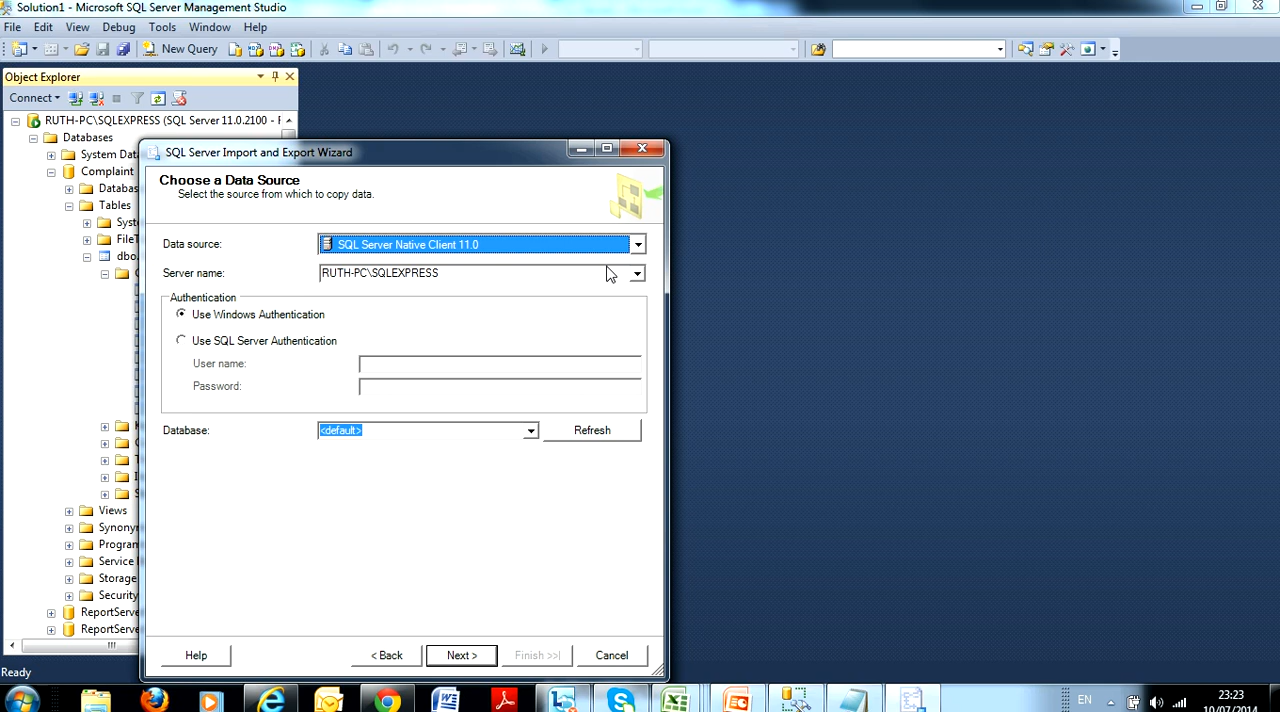 Solution1 - Microsoft SQL Server Management Studio
File Edit View Debug Tools Window Help
New Query
Object Explorer
Connect
RUTH-PC\SQLEXPRESS (SQL Server 11.0.2100 -
Databases
System Dat
Complaint
Databas
Tables
Syst
FileT
dbo.
Views
Synonyr
Progran
Service
Storage
Security
ReportServe
ReportServe
SQL Server Import and Export Wizard
Choose a Data Source
Select the source from which to copy data.
Data source: SQL Server Native Client 11.0
Server name: RUTH-PC\SQLEXPRESS
Authentication
Use Windows Authentication
Use SQL Server Authentication
User name:
Password:
Database: <default> Refresh
Help < Back Next > Finish >>| Cancel
Ready
EN 23:23
10/07/2014